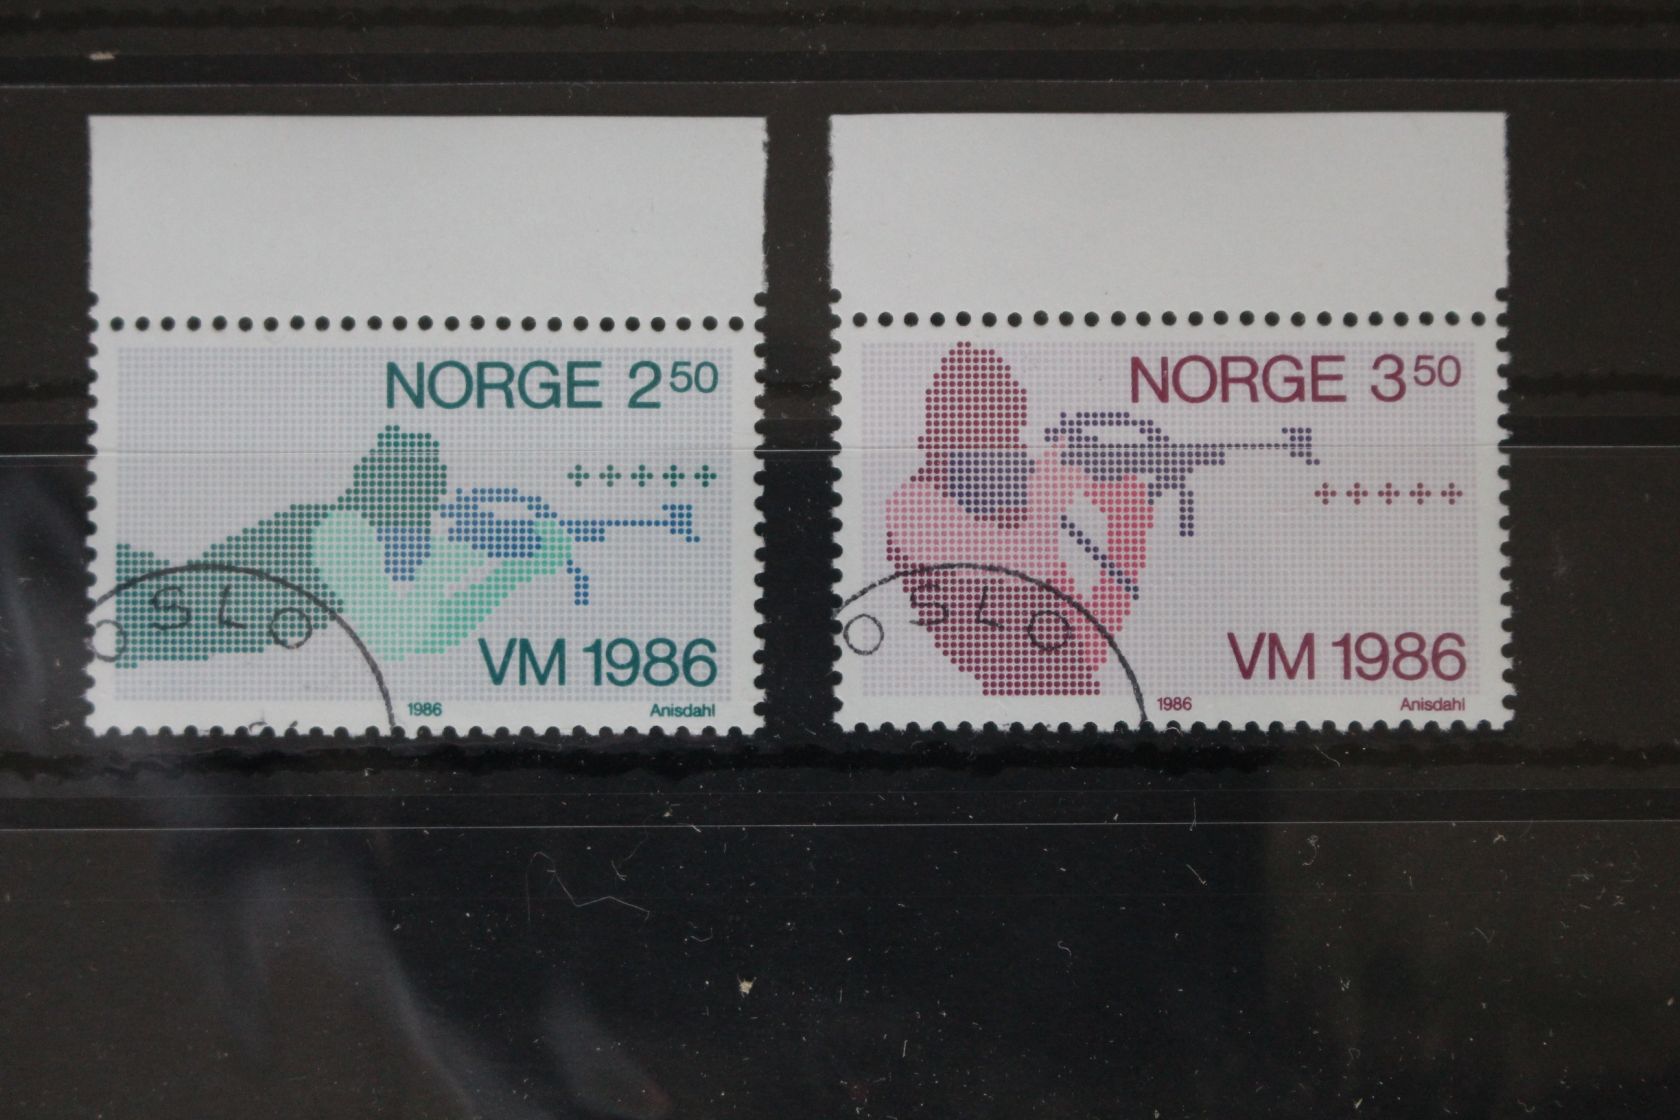 NORGE 2 50
VM 1986
1986 Anisdahl
OSLO
NORGE 3 50
VM 1986
1986 Anisdahl
OSLO